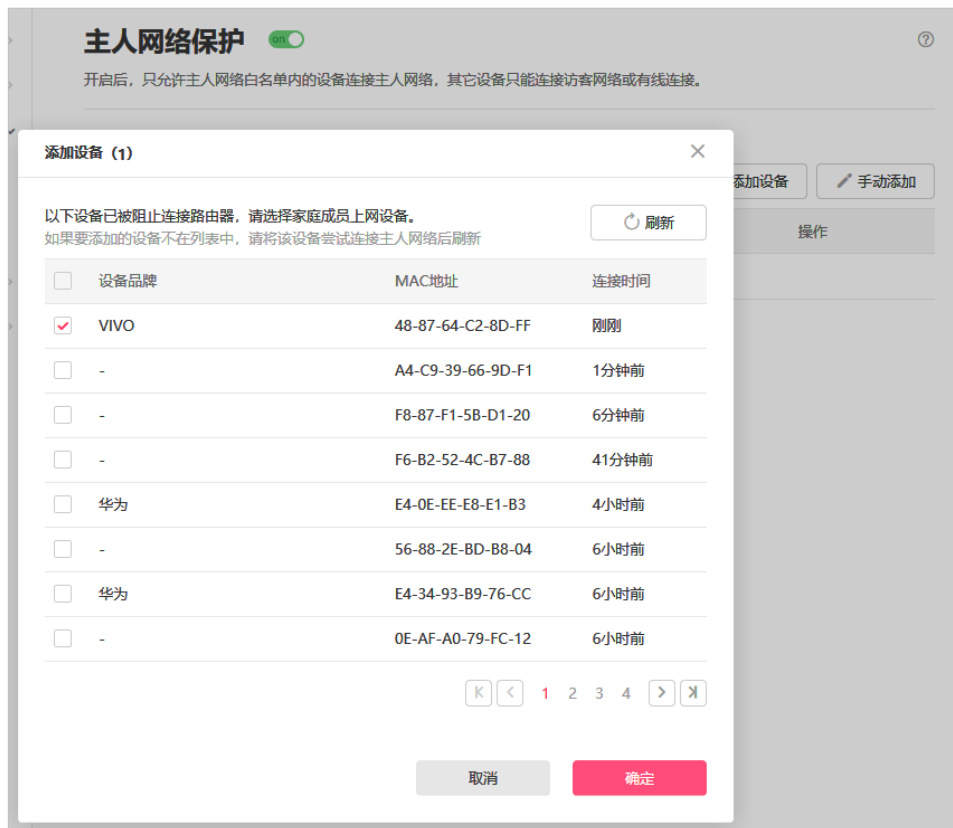 主人网络保护 on
开启后，只允许主人网络白名单内的设备连接主人网络，其它设备只能连接访客网络或有线连接。
添加设备（1）
添加设备 手动添加
以下设备已被阻止连接路由器，请选择家庭成员上网设备。
如果要添加的设备不在列表中，请将该设备尝试连接主人网络后刷新
刷新
操作
设备品牌 MAC地址 连接时间
VIVO 48-87-64-C2-8D-FF 刚刚
- A4-C9-39-66-9D-F1 1分钟前
- F8-87-F1-5B-D1-20 6分钟前
- F6-B2-52-4C-B7-88 41分钟前
华为 E4-0E-EE-E8-E1-B3 4小时前
- 56-88-2E-BD-B8-04 6小时前
华为 E4-34-93-B9-76-CC 6小时前
- 0E-AF-A0-79-FC-12 6小时前
1 2 3 4
取消 确定